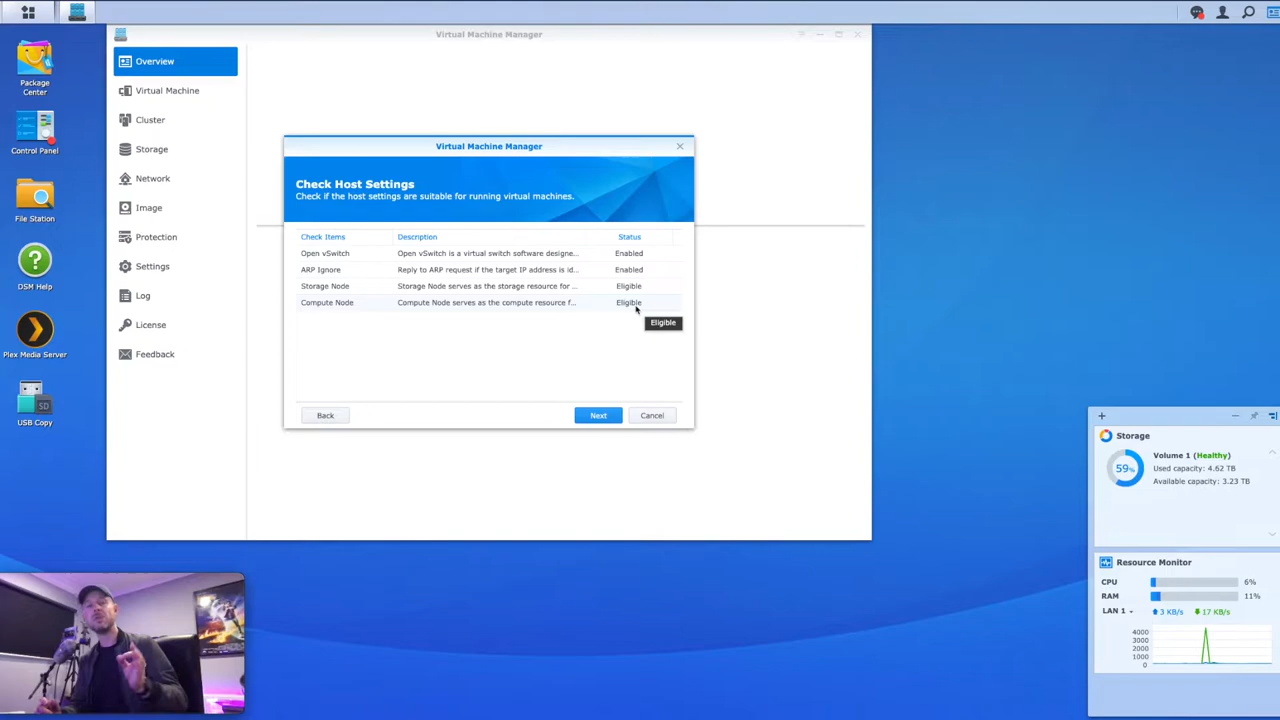 Virtual Machine Manager
Package
Center
Control Panel
File Station
DSM Help
Plex Media Server
SD
USB Copy
Overview
Virtual Machine
Cluster
Storage
Network
Image
Protection
Settings
Log
License
Feedback
Virtual Machine Manager
Check Host Settings
Check if the host settings are suitable for running virtual machines.
Check Items Description Status
Open vSwitch Open vSwitch is a virtual switch software designe... Enabled
ARP Ignore Reply to ARP request if the target IP address is id... Enabled
Storage Node Storage Node serves as the storage resource for ... Eligible
Compute Node Compute Node serves as the compute resource f... Eligible
Eligible
Back Next Cancel
Storage
59%
Volume 1 (Healthy)
Used capacity: 4.62 TB
Available capacity: 3.23 TB
Resource Monitor
CPU 6%
RAM 11%
LAN 1 3 KB/s 17 KB/s
4000
3000
2000
1000
0